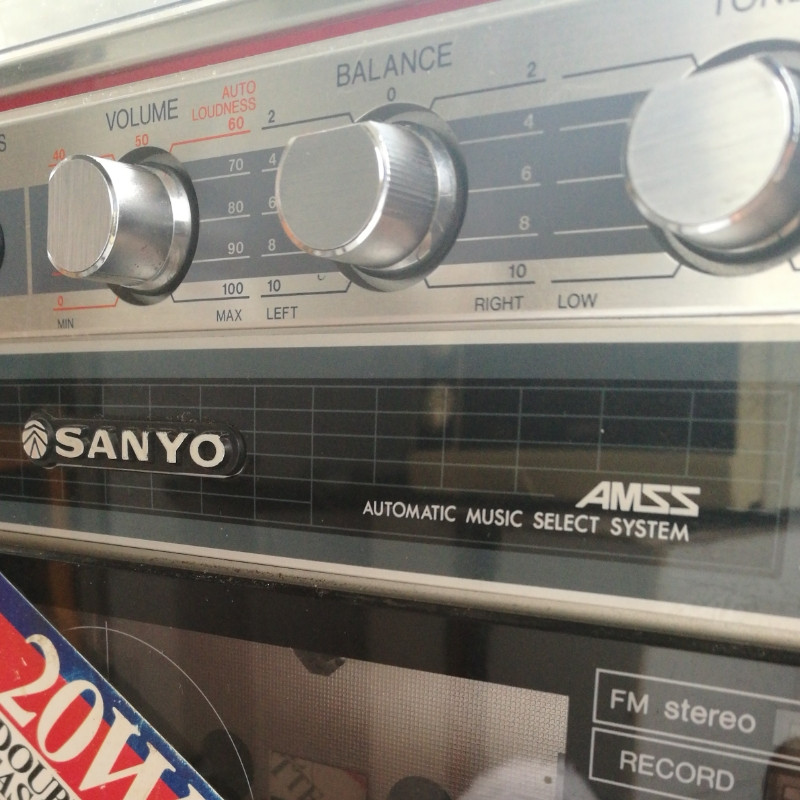 VOLUME
AUTO
LOUDNESS
40
50
60
70
80
90
100
0
MIN
MAX
BALANCE
0
2
4
6
8
10
LEFT
2
4
6
8
10
RIGHT
LOW
SANYO
AMSS
AUTOMATIC MUSIC SELECT SYSTEM
20W
FM stereo
RECORD